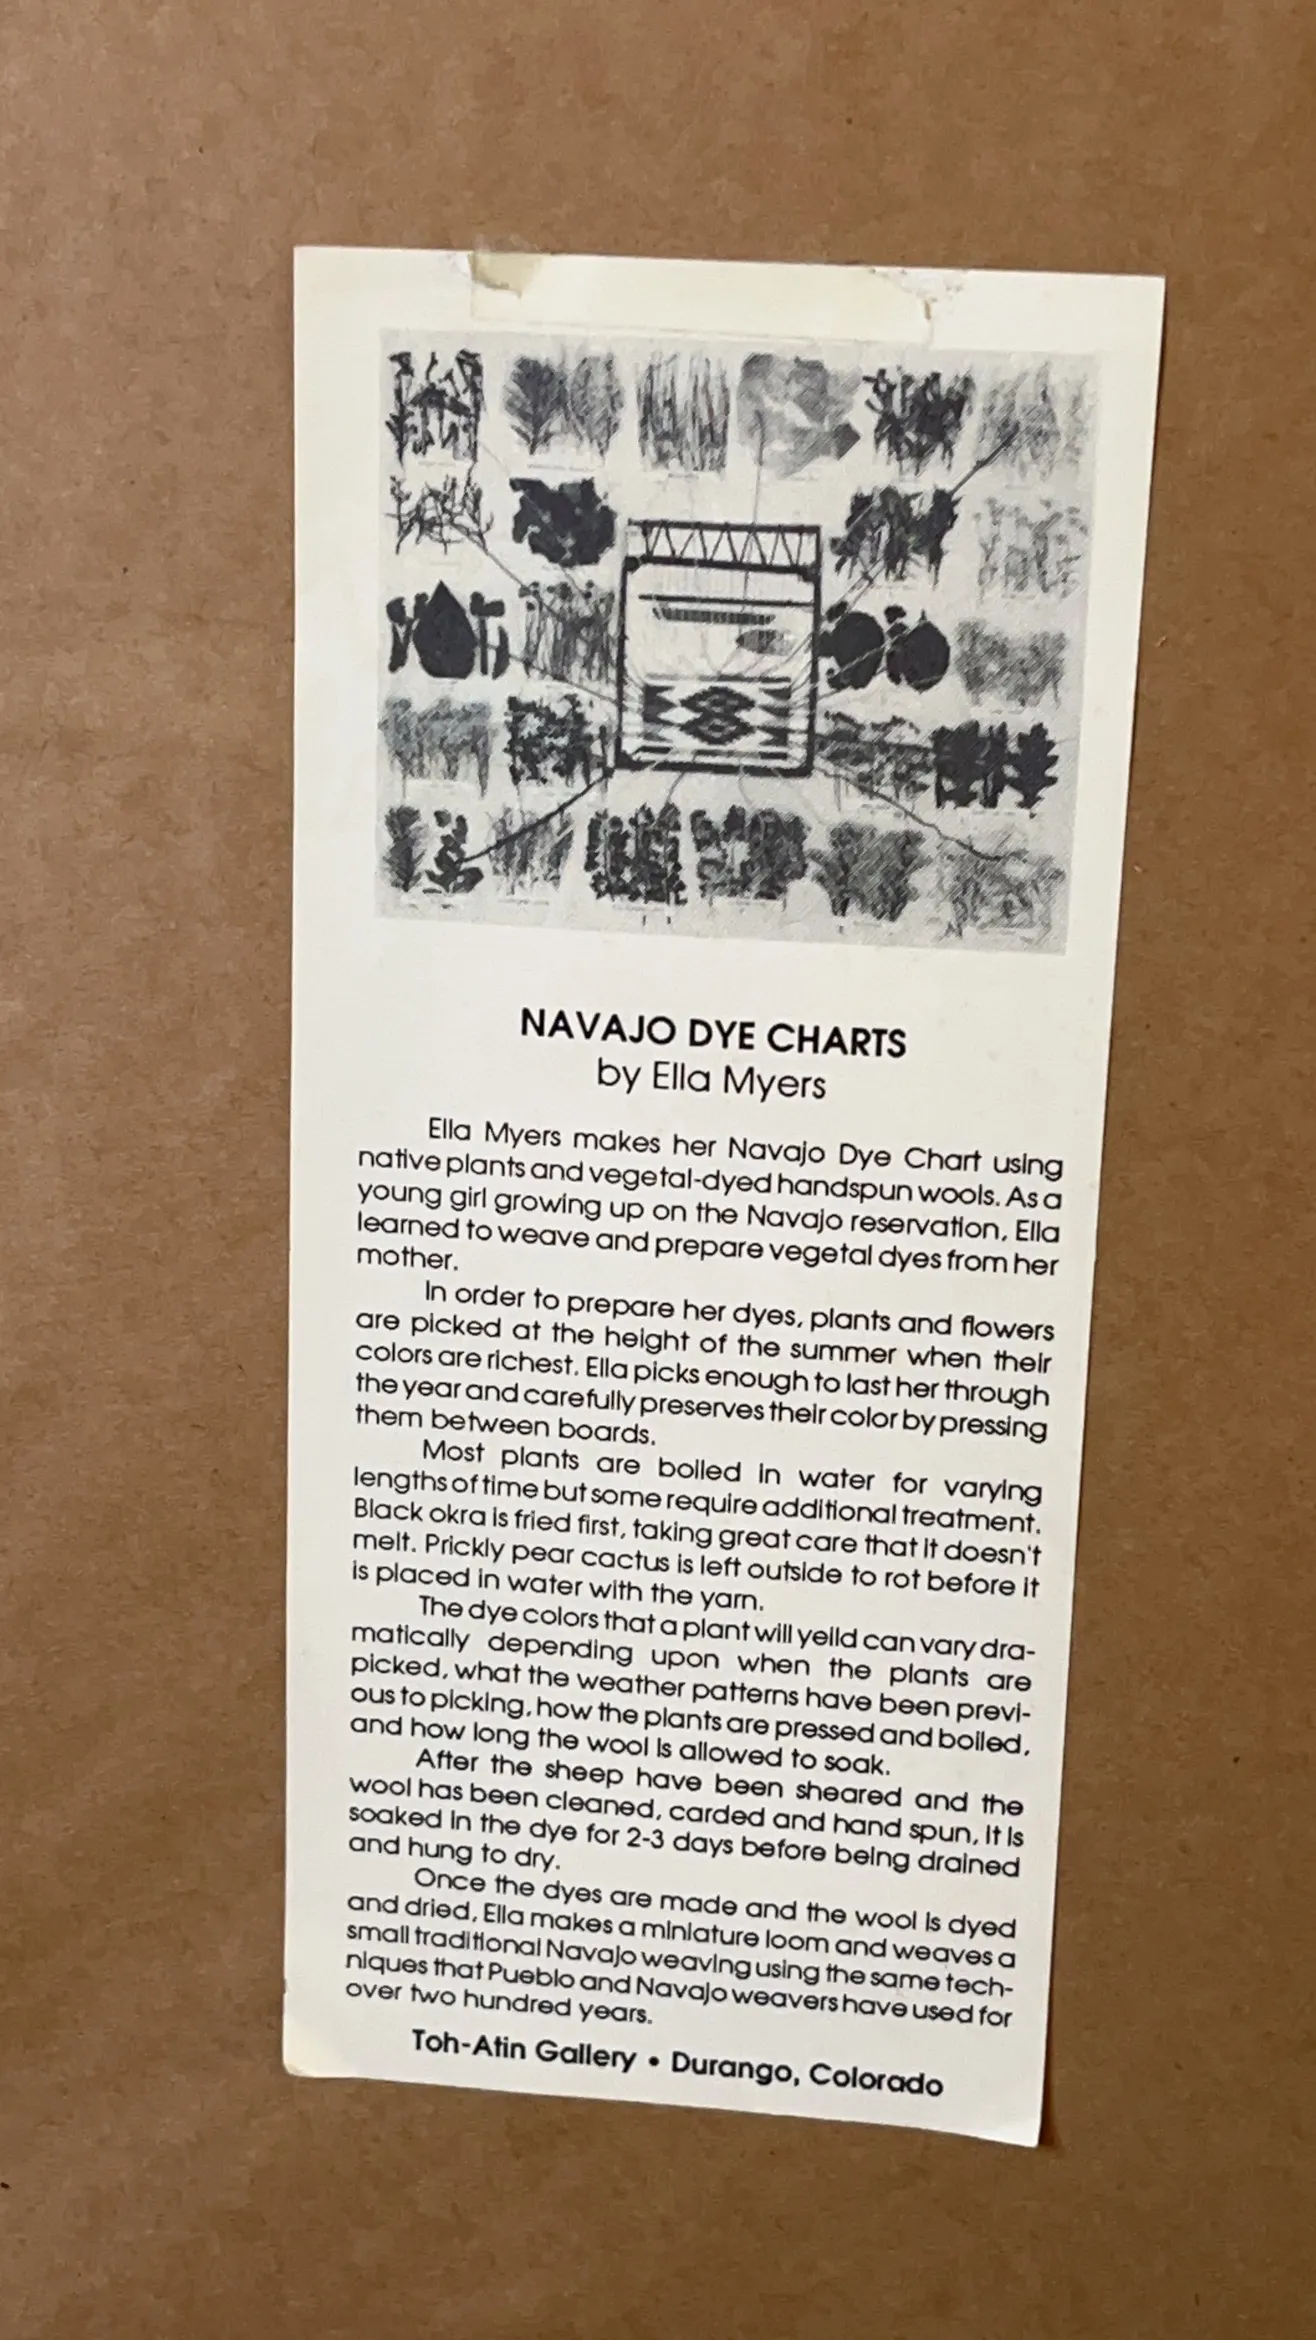 NAVAJO DYE CHARTS
by Ella Myers
Ella Myers makes her Navajo Dye Chart using
native plants and vegetal-dyed handspun wools. As a
young girl growing up on the Navajo reservation, Ella
learned to weave and prepare vegetal dyes from her
mother.
In order to prepare her dyes, plants and flowers
are picked at the height of the summer when their
colors are richest. Ella picks enough to last her through
the year and carefully preserves their color by pressing
them between boards.
Most plants are boiled in water for varying
lengths of time but some require additional treatment.
Black okra is fried first, taking great care that it doesn't
melt. Prickly pear cactus is left outside to rot before it
is placed in water with the yarn.
The dye colors that a plant will yeild can vary dra-
matically depending upon when the plants are
picked, what the weather patterns have been previ-
ous to picking, how the plants are pressed and boiled,
and how long the wool is allowed to soak.
After the sheep have been sheared and the
wool has been cleaned, carded and hand spun, it is
soaked in the dye for 2-3 days before being drained
and hung to dry.
Once the dyes are made and the wool is dyed
and dried, Ella makes a miniature loom and weaves a
small traditional Navajo weaving using the same tech-
niques that Pueblo and Navajo weavers have used for
over two hundred years.
Toh-Atin Gallery • Durango, Colorado